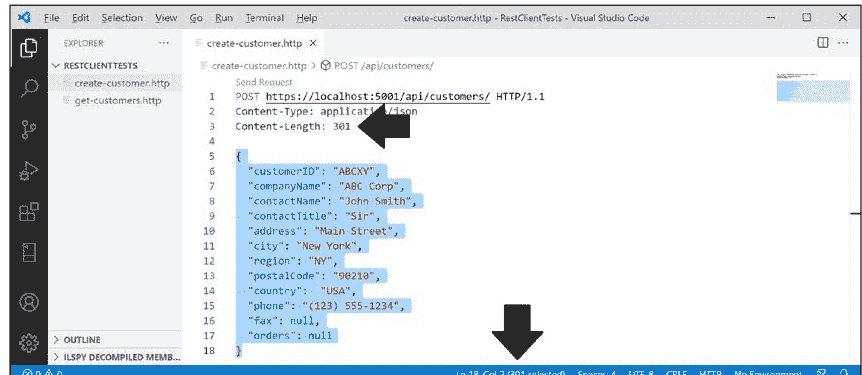 File Edit Selection View Go Run Terminal Help create-customer.http - RestClientTests - Visual Studio Code
EXPLORER
RESTCLIENTTESTS
create-customer.http
get-customers.http
OUTLINE
ILSPY DECOMPILED MEMB...
create-customer.http
create-customer.http > POST /api/customers/
Send Request
1 POST https://localhost:5001/api/customers/ HTTP/1.1
2 Content-Type: application/json
3 Content-Length: 301
4
5 {
6 "customerID": "ABCXY",
7 "companyName": "ABC Corp",
8 "contactName": "John Smith",
9 "contactTitle": "Sir",
10 "address": "Main Street",
11 "city": "New York",
12 "region": "NY",
13 "postalCode": "90210",
14 "country":  "USA",
15 "phone": "(123) 555-1234",
16 "fax": null,
17 "orders": null
18 }
Ln 18, Col 2 (301 selected) Spaces: 4 UTF-8 CRLF HTTP No Environment